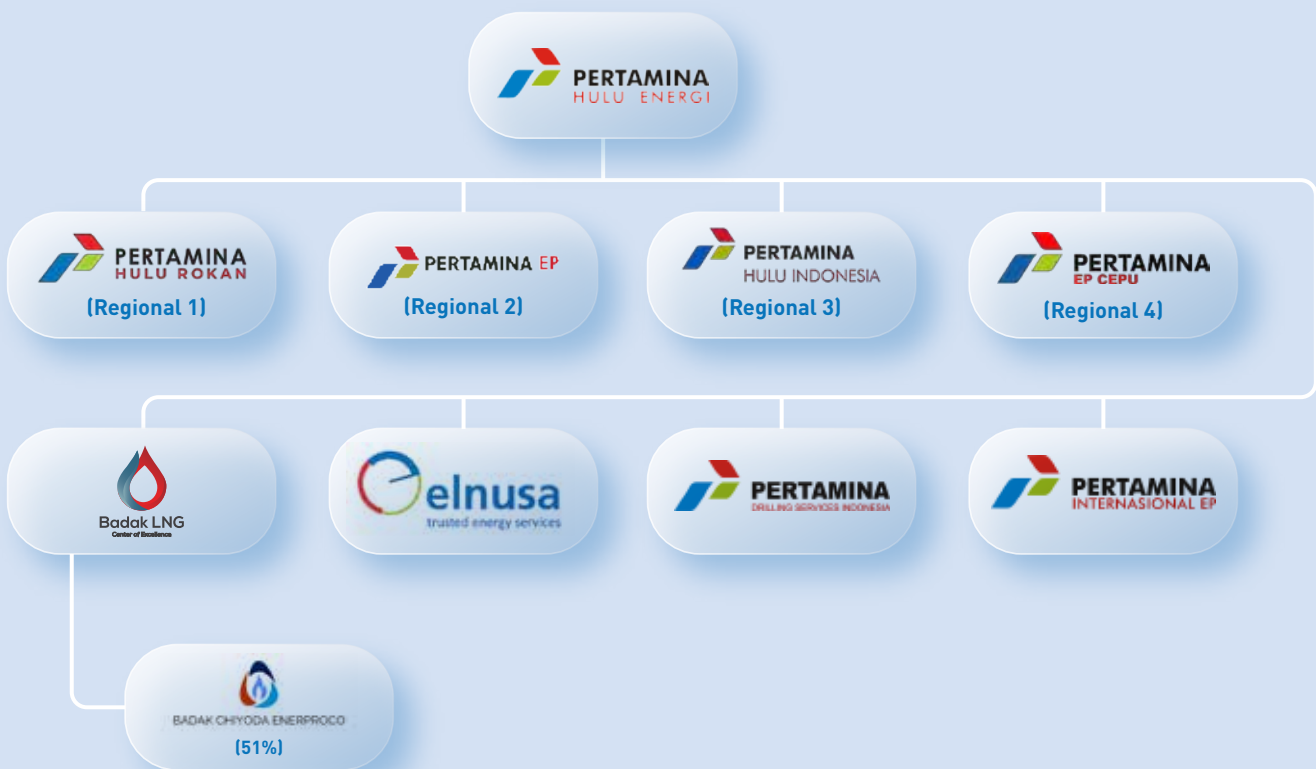 PERTAMINA
HULU ENERGI
PERTAMINA
HULU ROKAN
(Regional 1)
PERTAMINA EP
(Regional 2)
PERTAMINA
HULU INDONESIA
(Regional 3)
PERTAMINA
EP CEPU
(Regional 4)
Badak LNG
Center of Excellence
elnusa
trusted energy services
PERTAMINA
DRILLING SERVICES INDONESIA
PERTAMINA
INTERNASIONAL EP
BADAK CHIYODA ENERPROCO
(51%)